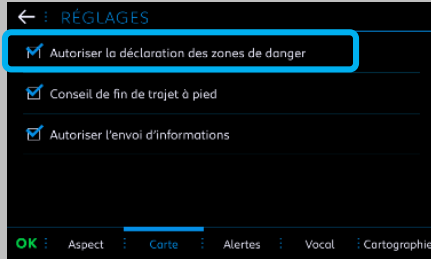 RÉGLAGES
Autoriser la déclaration des zones de danger
Conseil de fin de trajet à pied
Autoriser l'envoi d'informations
OK Aspect Carte Alertes Vocal Cartographie